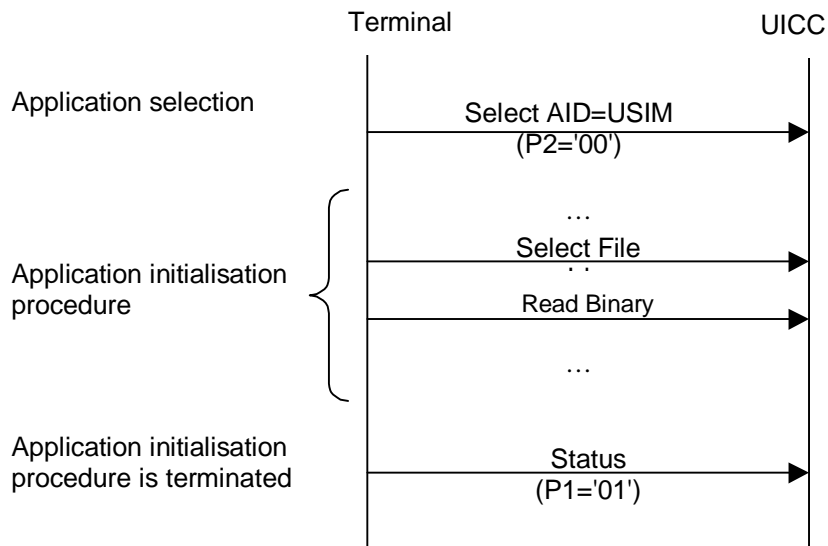 Terminal UICC
Application selection
Select AID=USIM
(P2='00')
...
Select File
. .
Application initialisation
procedure
Read Binary
...
Application initialisation
procedure is terminated
Status
(P1='01')